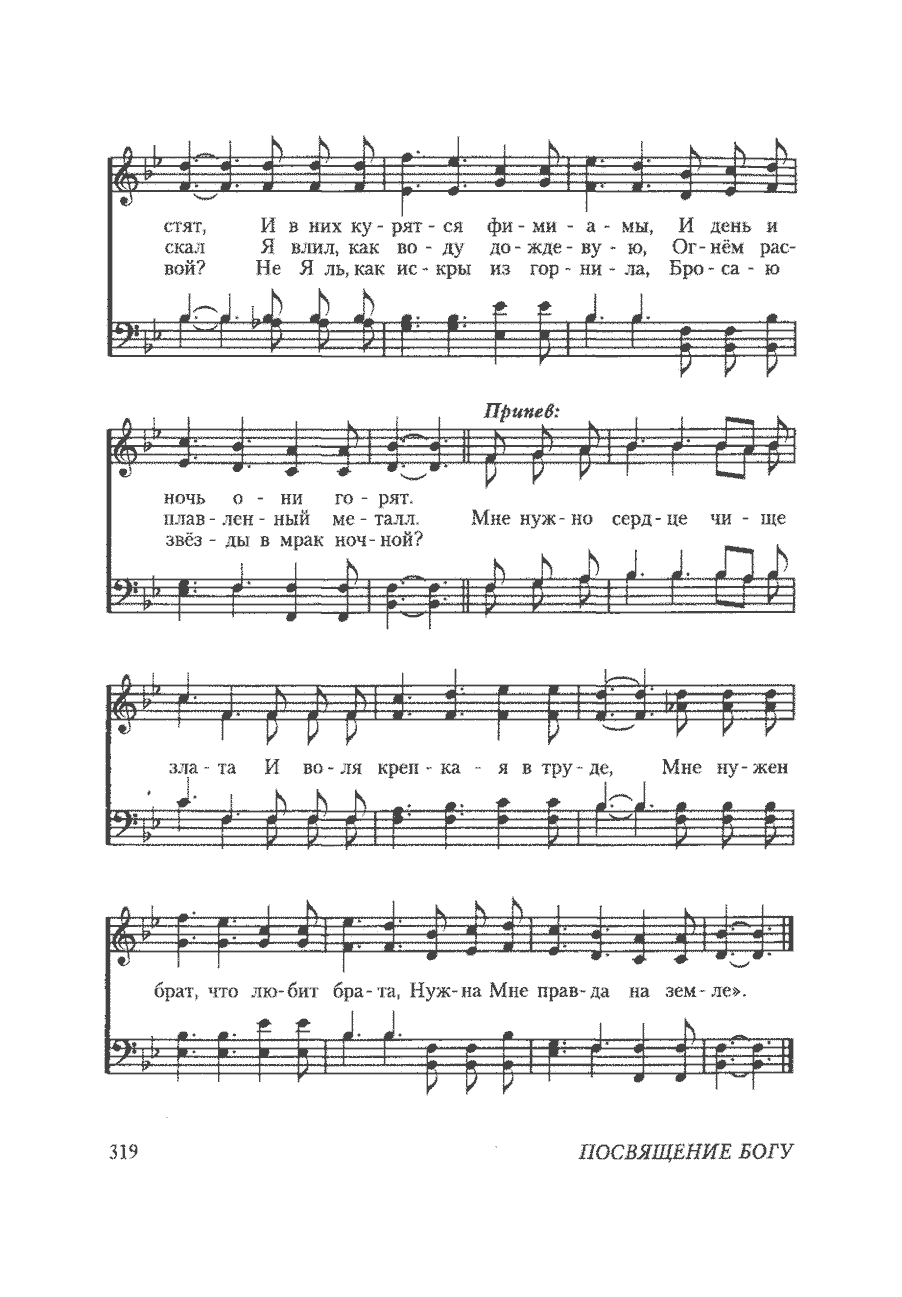 стят, И в них ку - рят - ся фи - ми - а - мы, И день и
скал Я влил, как во - ду до - жде - ву - ю, Ог - нём рас-
вой? Не Я ль, как ис - кры из гор - ни - ла, Бро - са - ю
Припев:
ночь о - ни го - рят.
плав - лен - ный ме - талл. Мне нуж - но серд - це чи - ще
звёз - ды в мрак ноч - ной?
зла - та И во - ля креп - ка - я в тру - де, Мне ну - жен
брат, что лю - бит бра - та, Нуж - на Мне прав - да на зем - ле».
319 ПОСВЯЩЕНИЕ БОГУ